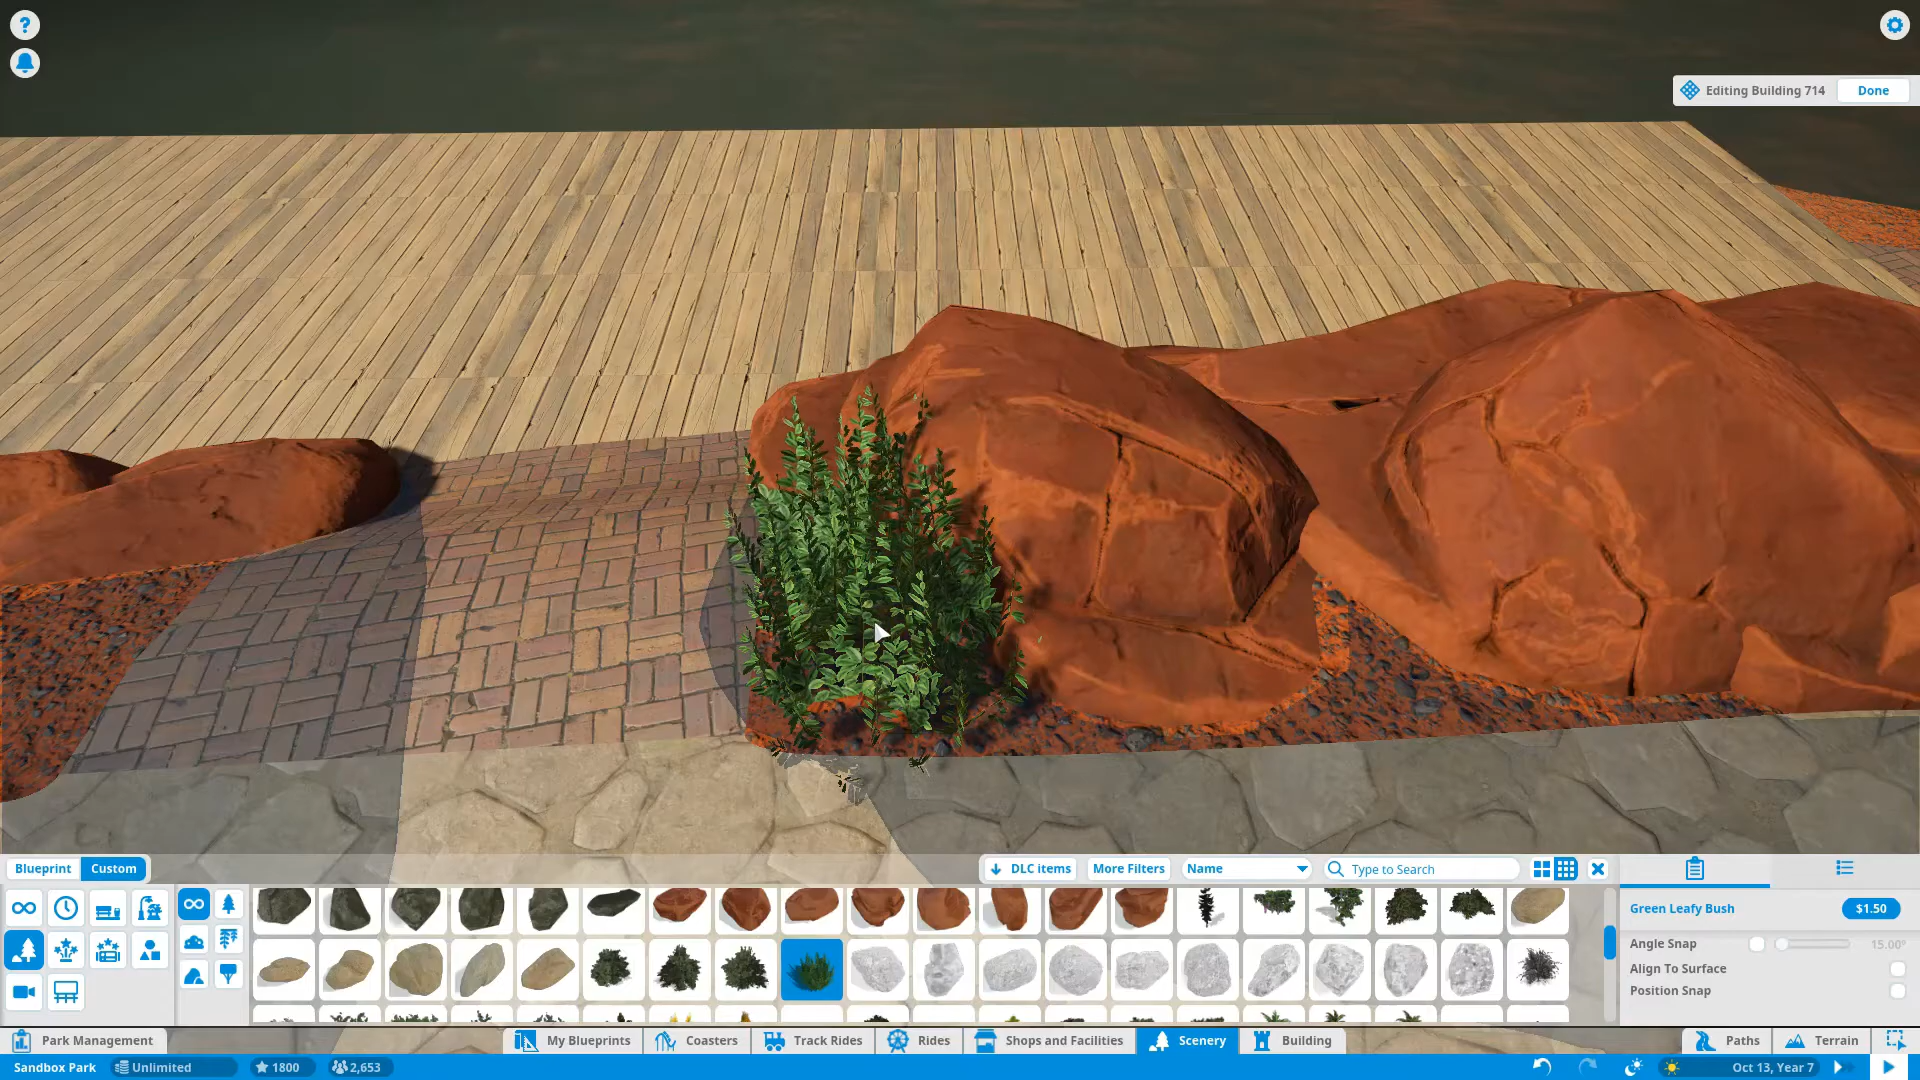 ?
Editing Building 714
Done
Blueprint
Custom
DLC items
More Filters
Name
Type to Search
Green Leafy Bush
$1.50
Angle Snap
15.00°
Align To Surface
Position Snap
Park Management
My Blueprints
Coasters
Track Rides
Rides
Shops and Facilities
Scenery
Building
Paths
Terrain
Sandbox Park
Unlimited
1800
2,653
Oct 13, Year 7